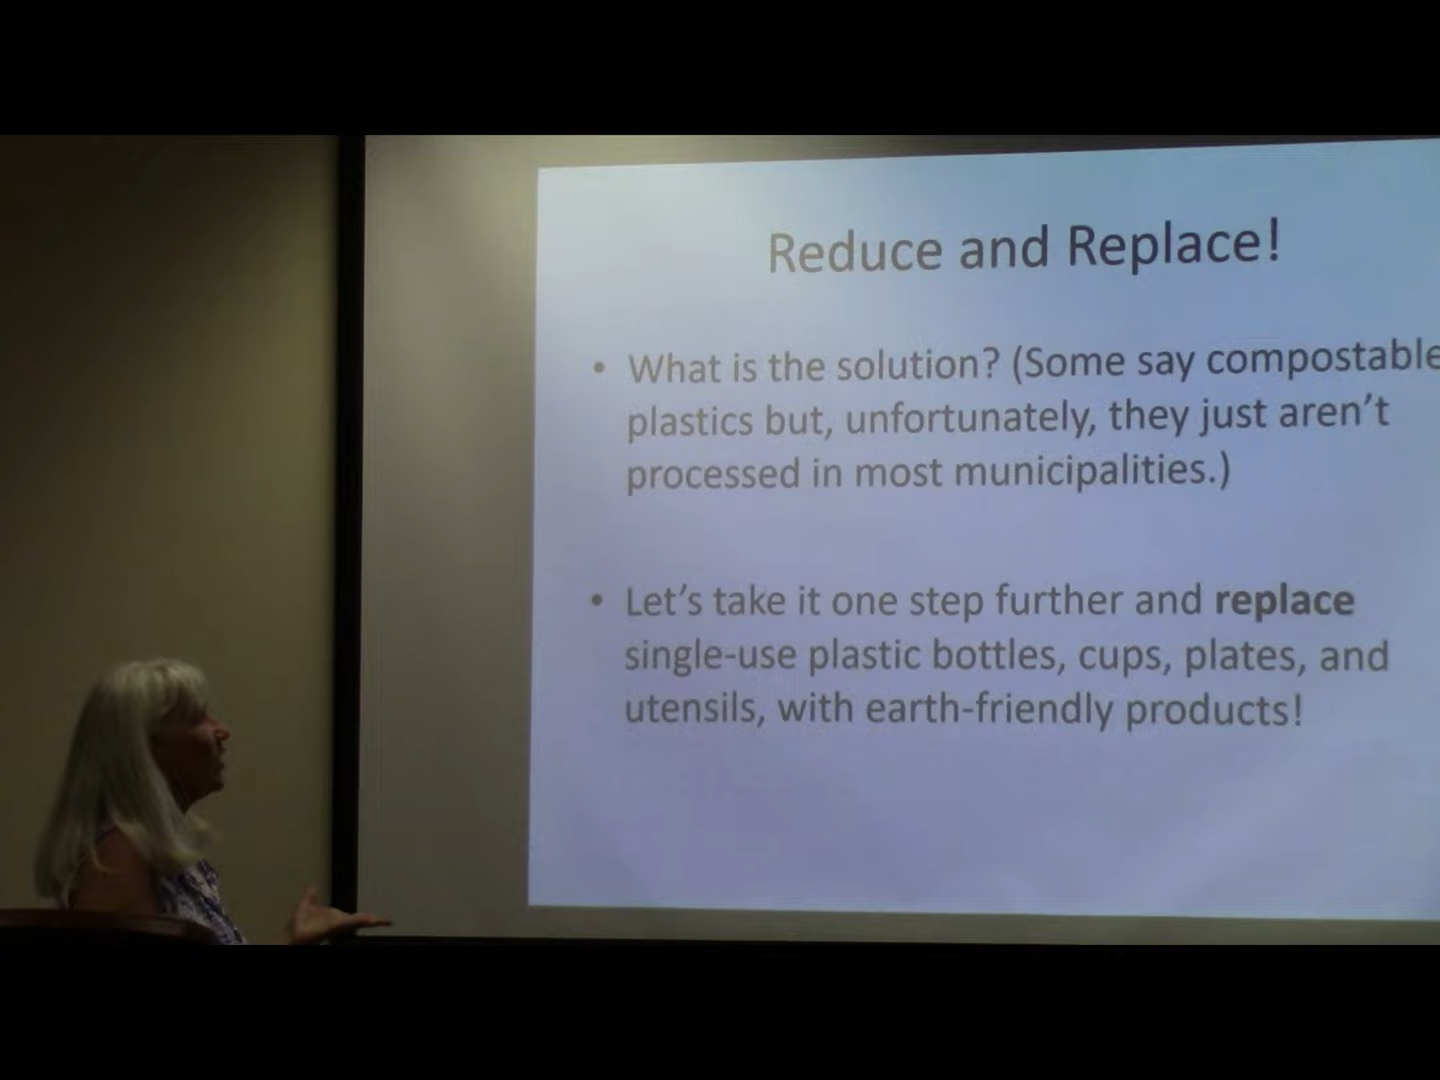 Reduce and Replace!
• What is the solution? (Some say compostable
plastics but, unfortunately, they just aren't
processed in most municipalities.)
• Let's take it one step further and replace
single-use plastic bottles, cups, plates, and
utensils, with earth-friendly products!